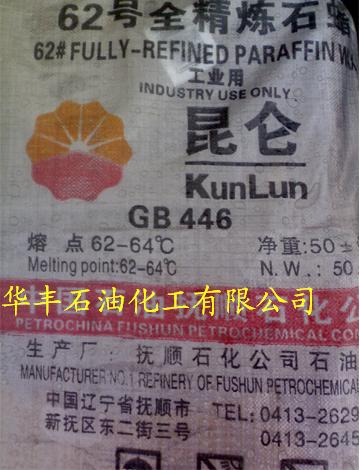 62号全精炼石蜡
62# FULLY-REFINED PARAFFIN
工业用
INDUSTRY USE ONLY
昆仑
KunLun
GB 446
熔点62-64℃
净重:50
Melting point:62-64℃
N.W.: 50
华丰石油化工有限公司
PETROCHINA FUSHUN PETROCHEMICAL
生产厂: 抚顺石化公司石油
MANUFACTURER NO.1 REFINERY OF FUSHUN PETROCHEMICAL
中国辽宁省抚顺市
TEL: 0413-2629
新抚区东二街三号
0413-2645